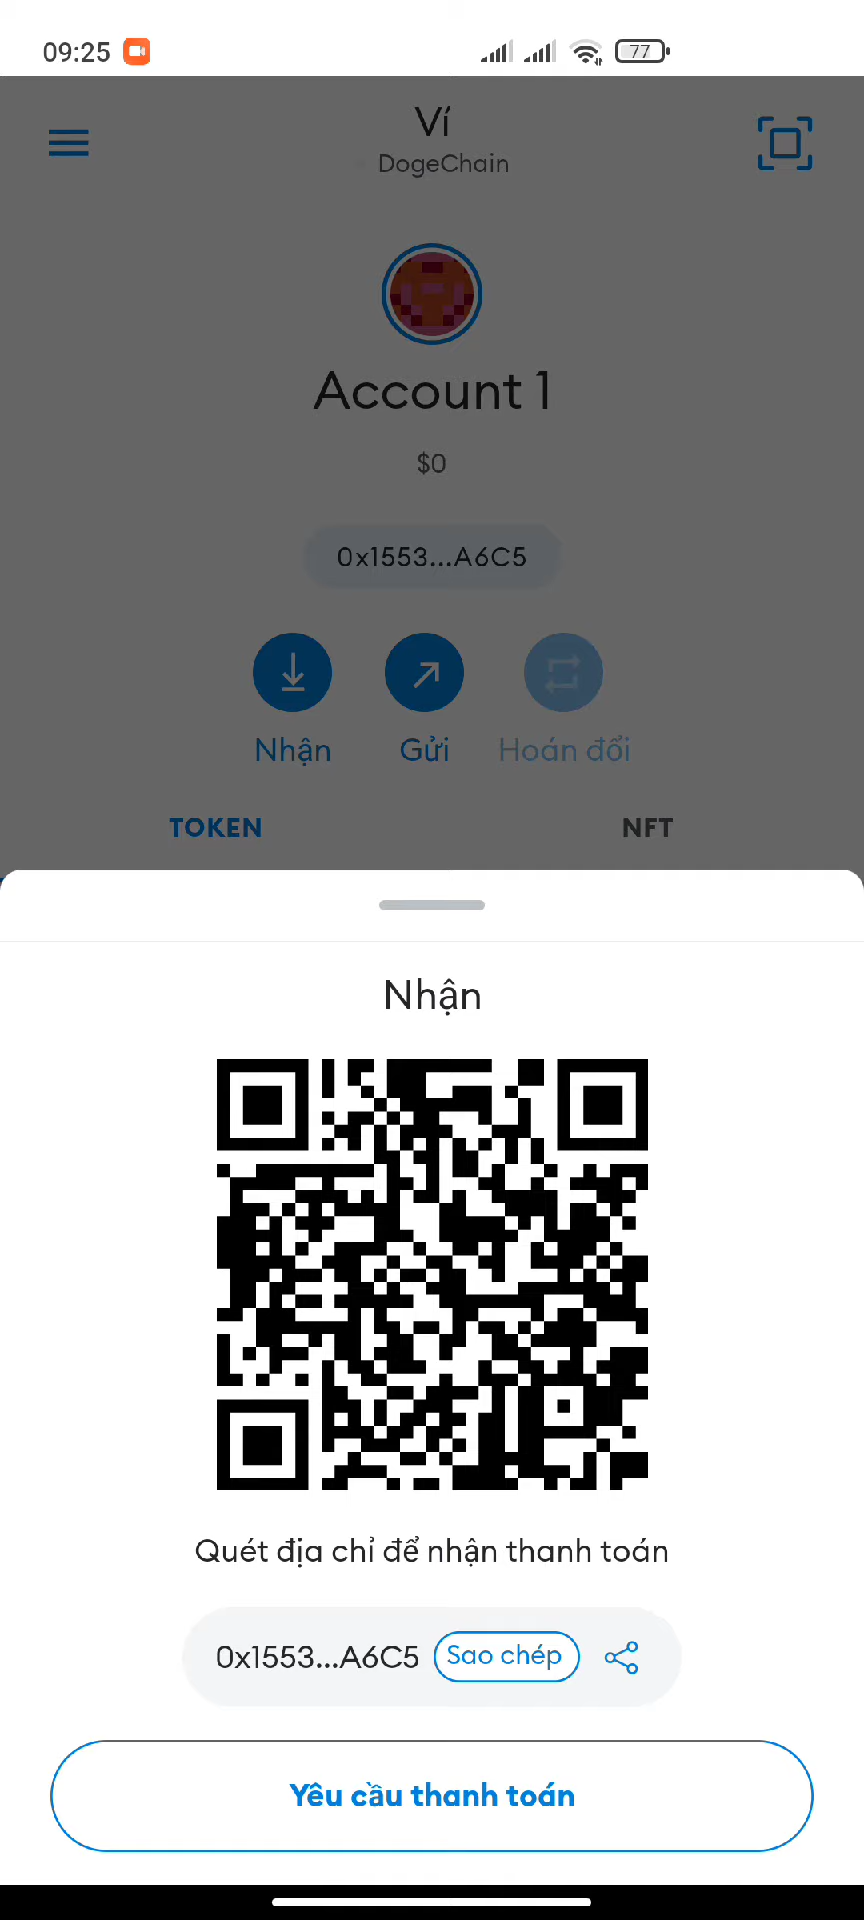 09:25
77
Ví
DogeChain
Account 1
$0
0x1553...A6C5
Nhận
Gửi
Hoán đổi
TOKEN
NFT
Nhận
Quét địa chỉ để nhận thanh toán
0x1553...A6C5
Sao chép
Yêu cầu thanh toán